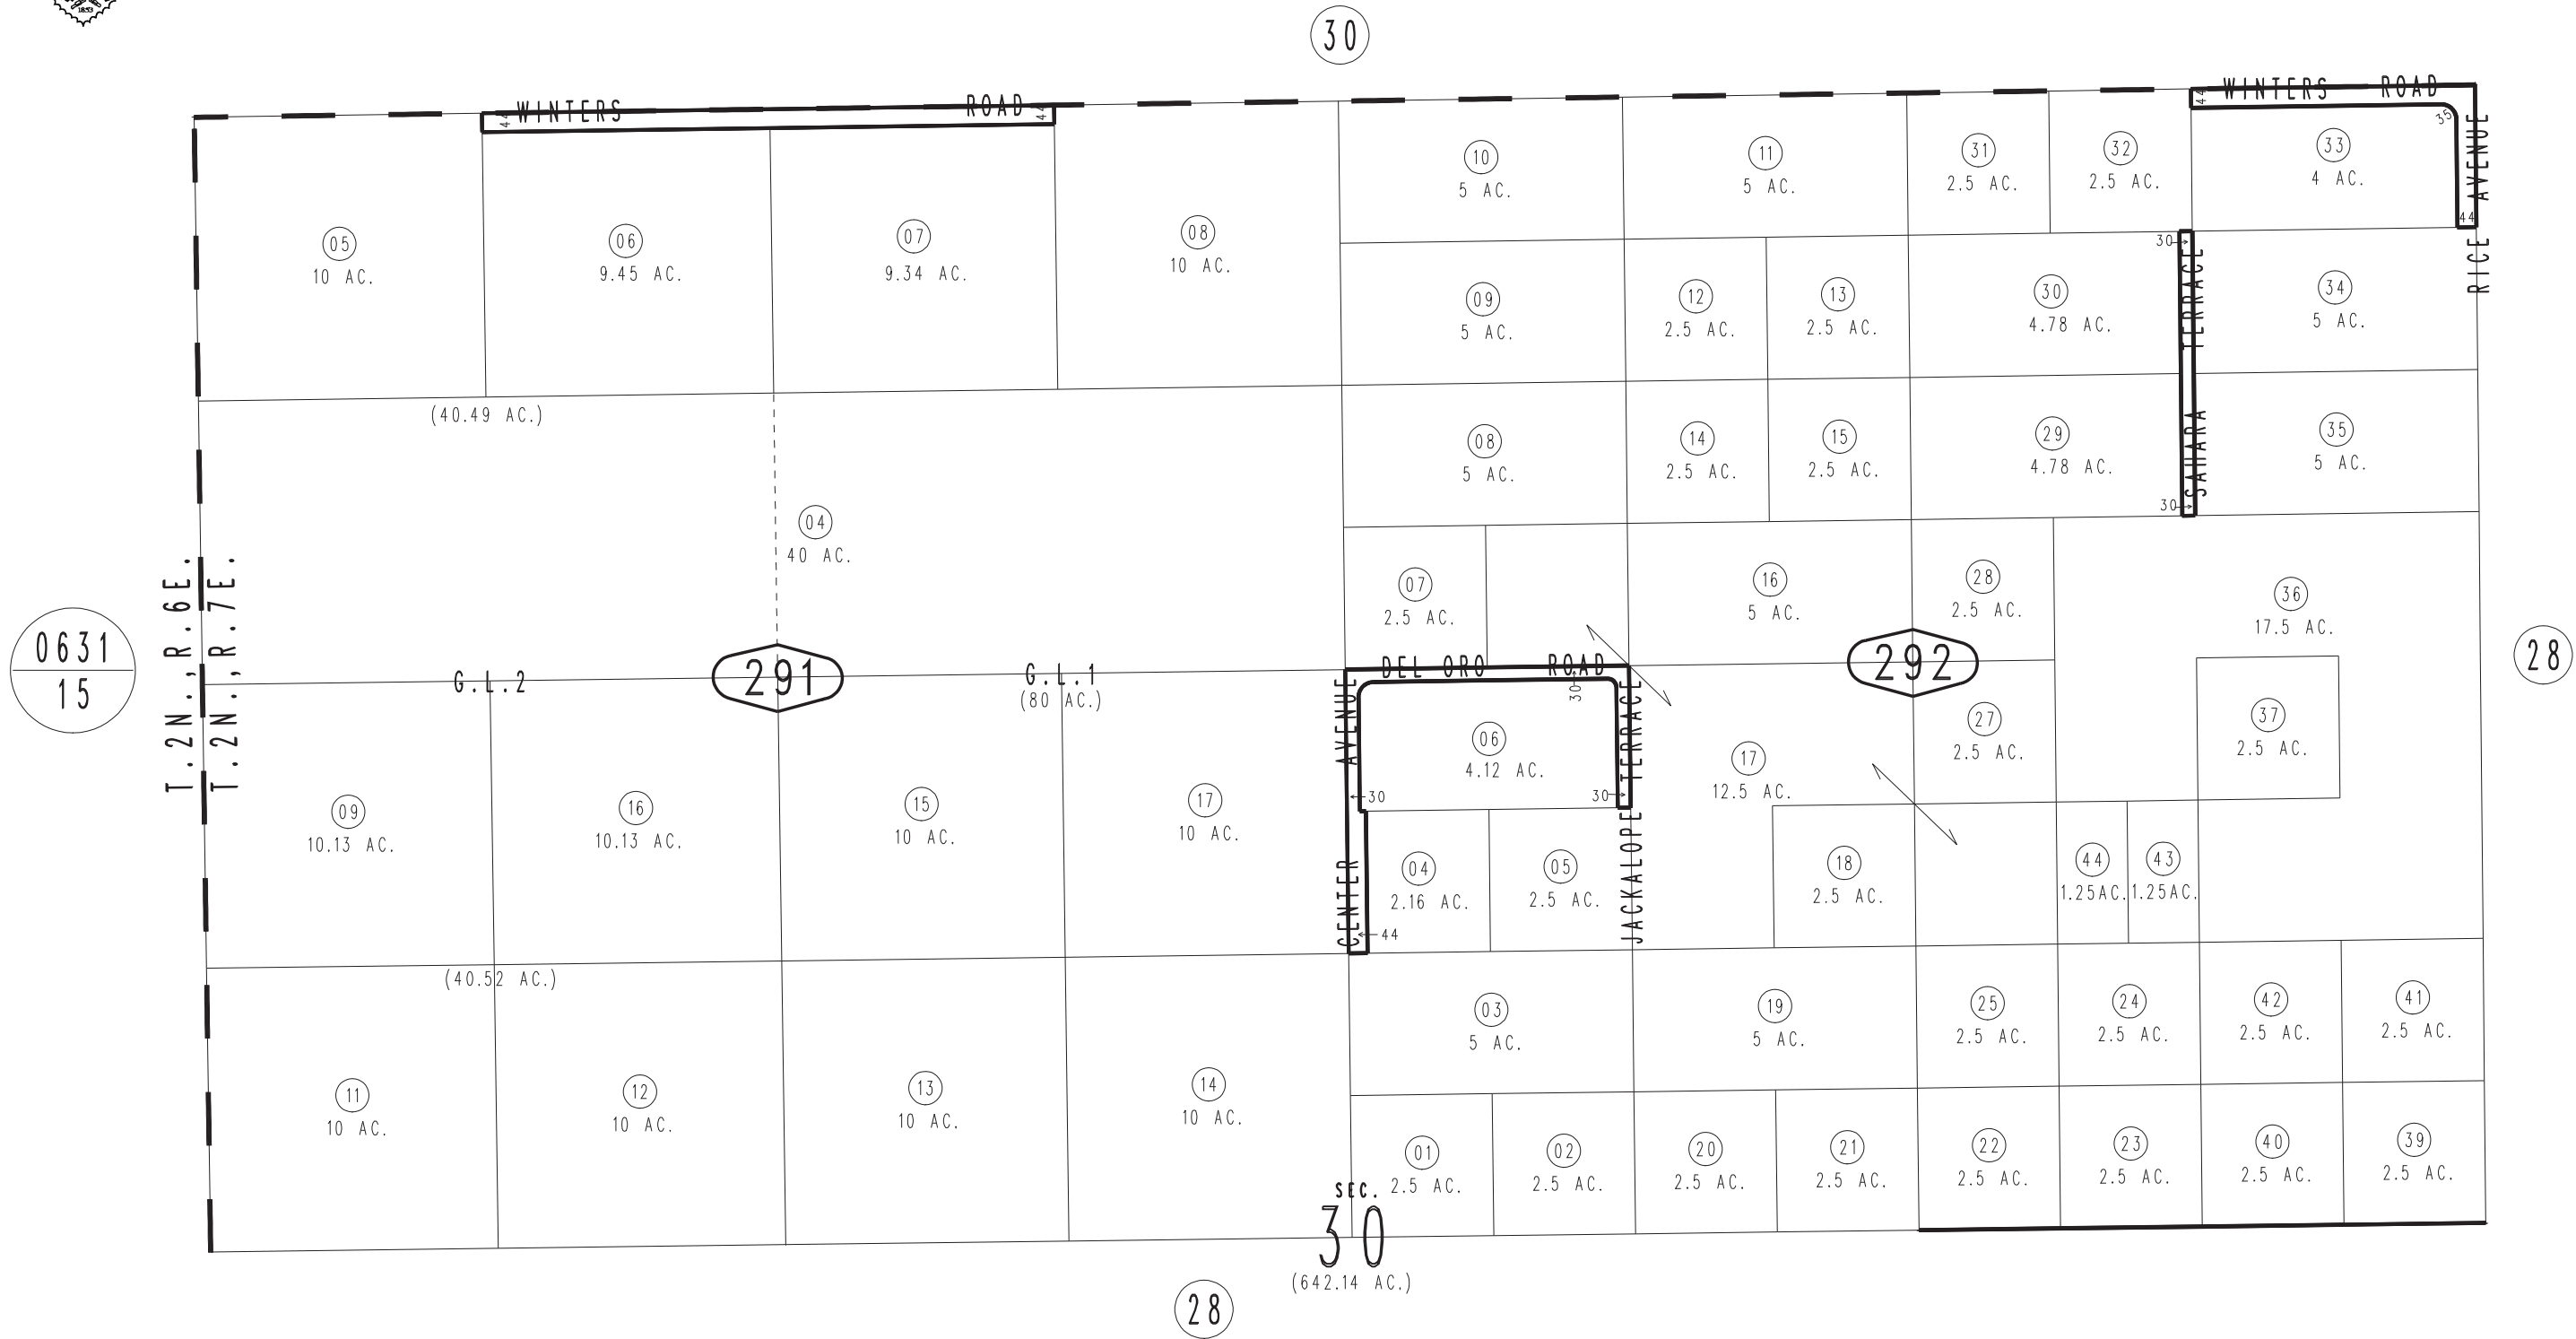 1853
30
WINTERS ROAD
44
44
WINTERS ROAD
44
35
44
RICE AVENUE
05
10 AC.
06
9.45 AC.
07
9.34 AC.
08
10 AC.
10
5 AC.
11
5 AC.
31
2.5 AC.
32
2.5 AC.
33
4 AC.
09
5 AC.
12
2.5 AC.
13
2.5 AC.
30
4.78 AC.
30
SAHARA TERRACE
34
5 AC.
(40.49 AC.)
04
40 AC.
08
5 AC.
14
2.5 AC.
15
2.5 AC.
29
4.78 AC.
30
35
5 AC.
07
2.5 AC.
16
5 AC.
28
2.5 AC.
36
17.5 AC.
0631
15
T.2N.,R.6E.
T.2N.,R.7E.
G.L.2
291
G.L.1
(80 AC.)
DEL ORO ROAD
30
292
28
CENTER AVENUE
06
4.12 AC.
30
30
JACKALOPE TERRACE
17
12.5 AC.
27
2.5 AC.
37
2.5 AC.
09
10.13 AC.
16
10.13 AC.
15
10 AC.
17
10 AC.
04
2.16 AC.
44
05
2.5 AC.
18
2.5 AC.
44
1.25AC.
43
1.25AC.
(40.52 AC.)
03
5 AC.
19
5 AC.
25
2.5 AC.
24
2.5 AC.
42
2.5 AC.
41
2.5 AC.
11
10 AC.
12
10 AC.
13
10 AC.
14
10 AC.
01
2.5 AC.
02
2.5 AC.
20
2.5 AC.
21
2.5 AC.
22
2.5 AC.
23
2.5 AC.
40
2.5 AC.
39
2.5 AC.
SEC.
30
(642.14 AC.)
28